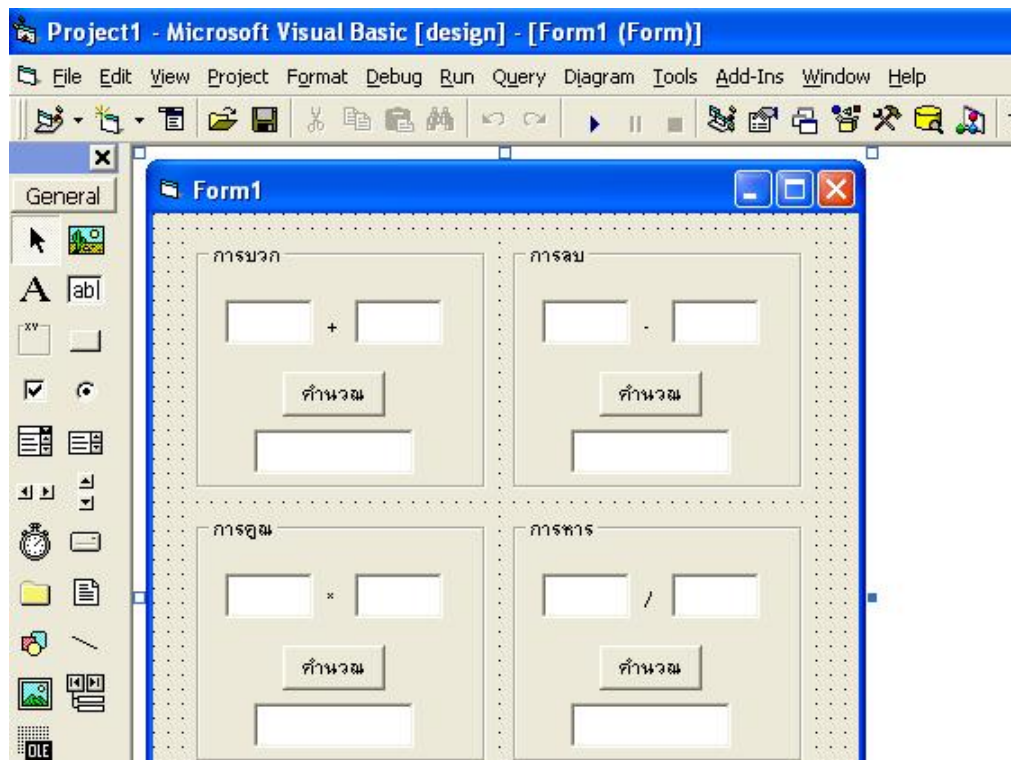 Project1 - Microsoft Visual Basic [design] - [Form1 (Form)]
File Edit View Project Format Debug Run Query Diagram Tools Add-Ins Window Help
General
A ab|
xy
OLE
Form1
การบวก
+
คำนวณ
การลบ
-
คำนวณ
การคูณ
×
คำนวณ
การหาร
/
คำนวณ